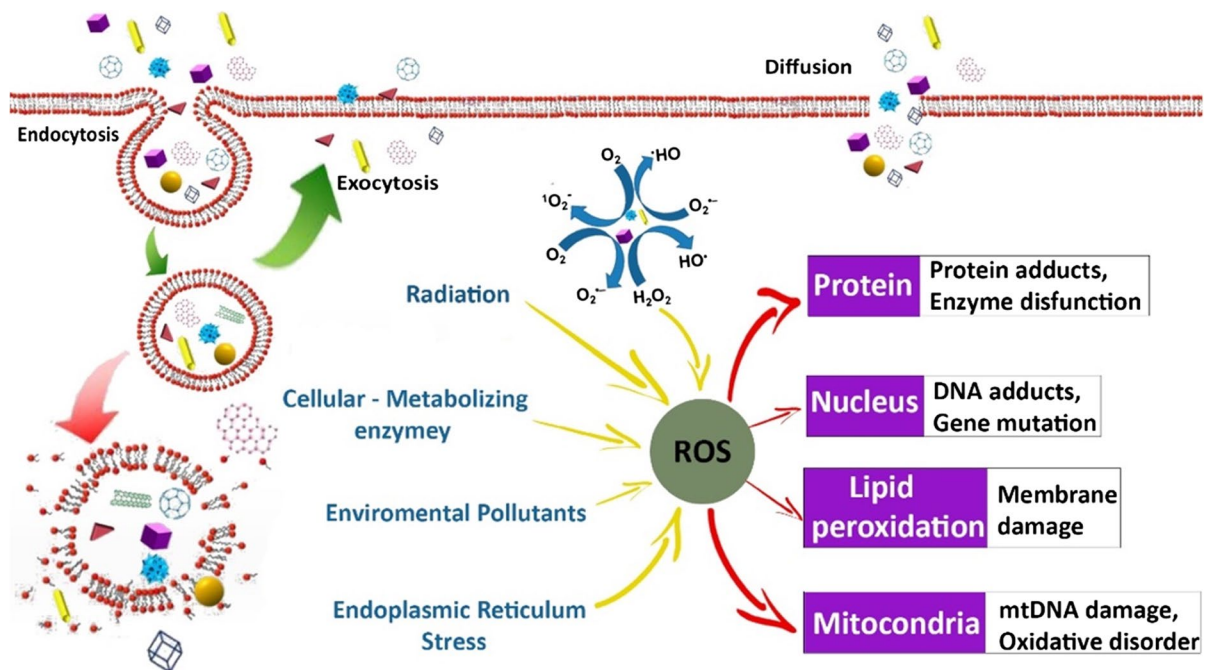 Diffusion
Endocytosis
Exocytosis
O₂
·HO
¹O₂⁻
O₂•–
O₂
HO•
O₂•–
H₂O₂
Radiation
Cellular - Metabolizing
enzymey
Enviromental Pollutants
Endoplasmic Reticulum
Stress
ROS
Protein
Protein adducts,
Enzyme disfunction
Nucleus
DNA adducts,
Gene mutation
Lipid
peroxidation
Membrane
damage
Mitocondria
mtDNA damage,
Oxidative disorder